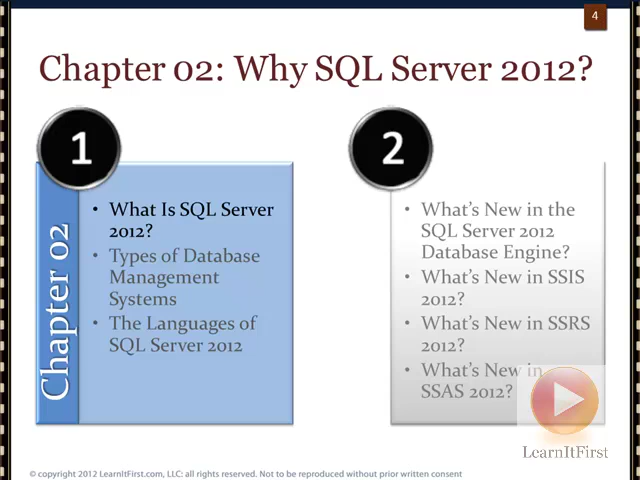 4
Chapter 02: Why SQL Server 2012?
1
Chapter 02
• What Is SQL Server
2012?
• Types of Database
Management
Systems
• The Languages of
SQL Server 2012
2
• What's New in the
SQL Server 2012
Database Engine?
• What's New in SSIS
2012?
• What's New in SSRS
2012?
• What's New in
SSAS 2012?
LearnItFirst
© copyright 2012 LearnItFirst.com, LLC: all rights reserved. Not to be reproduced without prior written consent